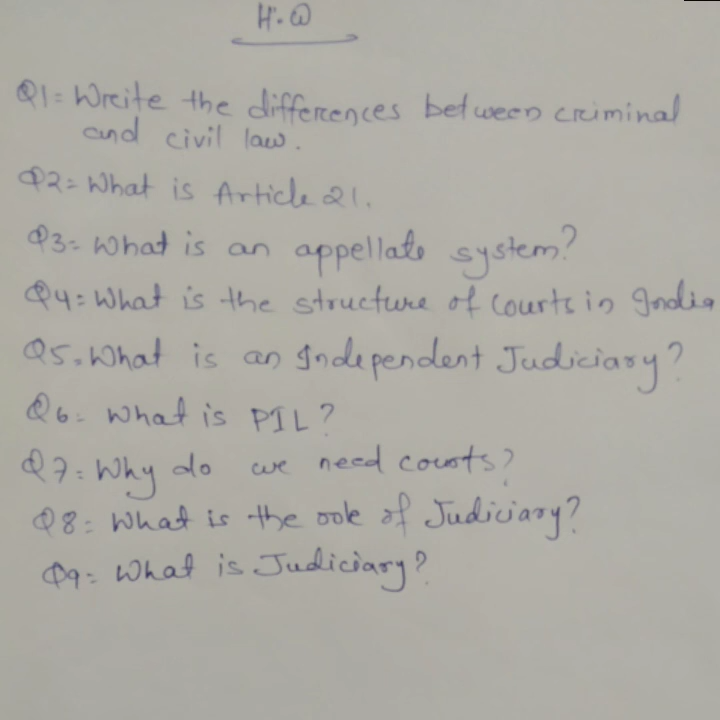 H.W
Q1= Write the differences between criminal
and civil law.
Q2= What is Article 21.
Q3= What is an appellate system?
Q4= What is the structure of Courts in India
Q5. What is an Independent Judiciary?
Q6= What is PIL?
Q7= Why do we need courts?
Q8= What is the role of Judiciary?
Q9= What is Judiciary?